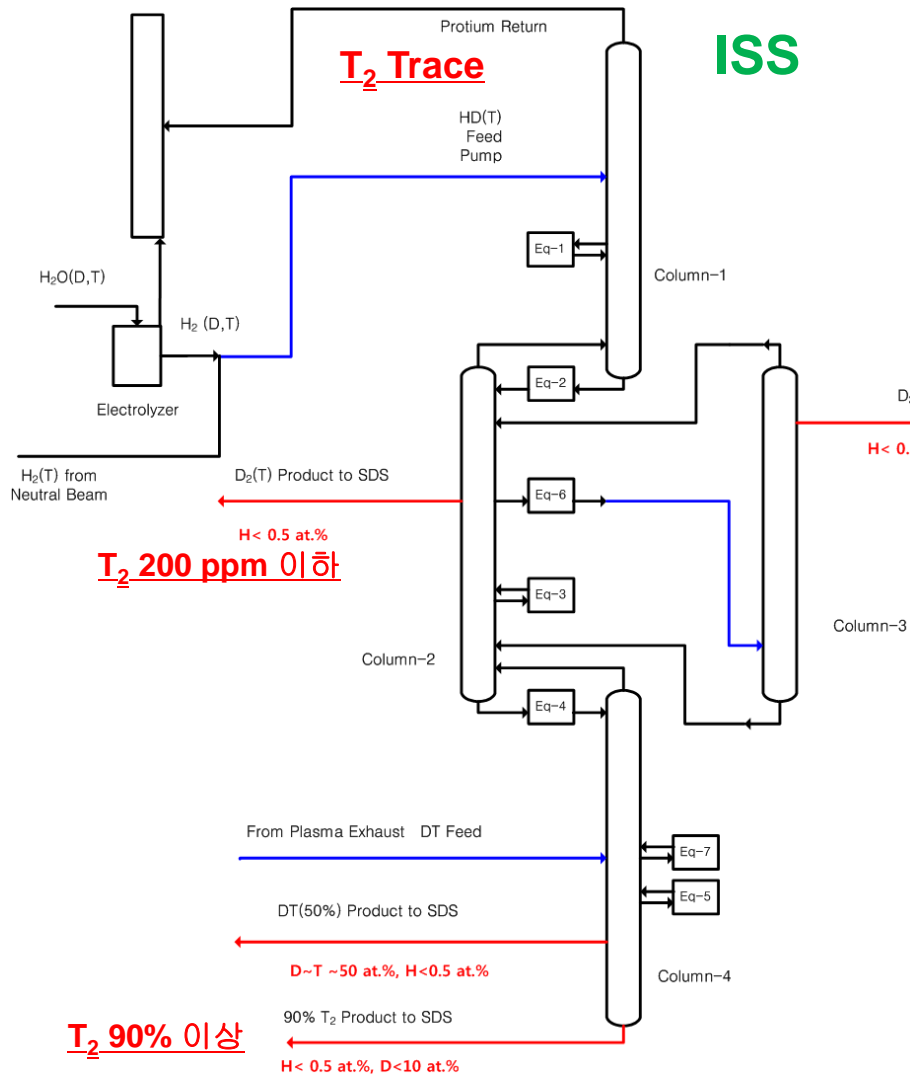 Protium Return
ISS
T₂ Trace
HD(T)
Feed
Pump
Eq-1
Column-1
H₂O(D,T)
H₂ (D,T)
Eq-2
Electrolyzer
D₂
H< 0.
H₂(T) from
Neutral Beam
D₂(T) Product to SDS
Eq-6
H< 0.5 at.%
T₂ 200 ppm 이하
Eq-3
Column-3
Column-2
Eq-4
From Plasma Exhaust DT Feed
Eq-7
Eq-5
DT(50%) Product to SDS
D~T ~50 at.%, H<0.5 at.%
Column-4
90% T₂ Product to SDS
T₂ 90% 이상
H< 0.5 at.%, D<10 at.%